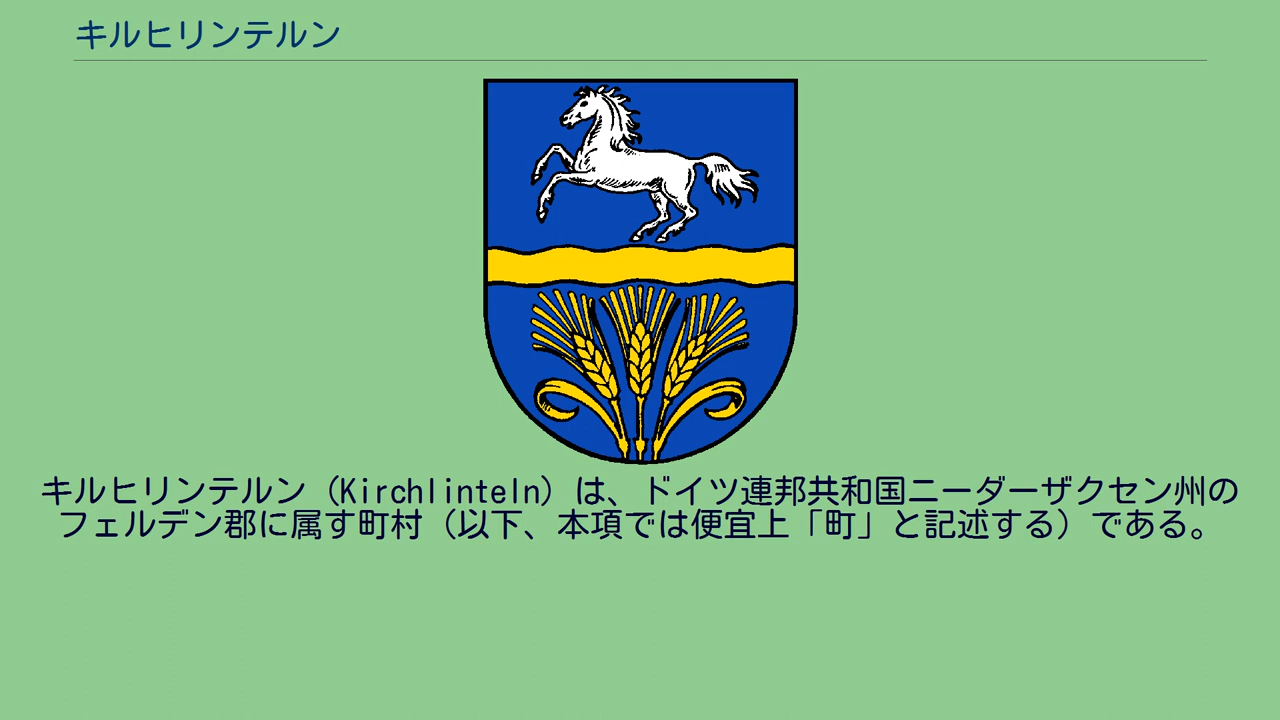 キルヒリンテルン
キルヒリンテルン（Kirchlinteln）は、ドイツ連邦共和国ニーダーザクセン州の
フェルデン郡に属す町村（以下、本項では便宜上「町」と記述する）である。